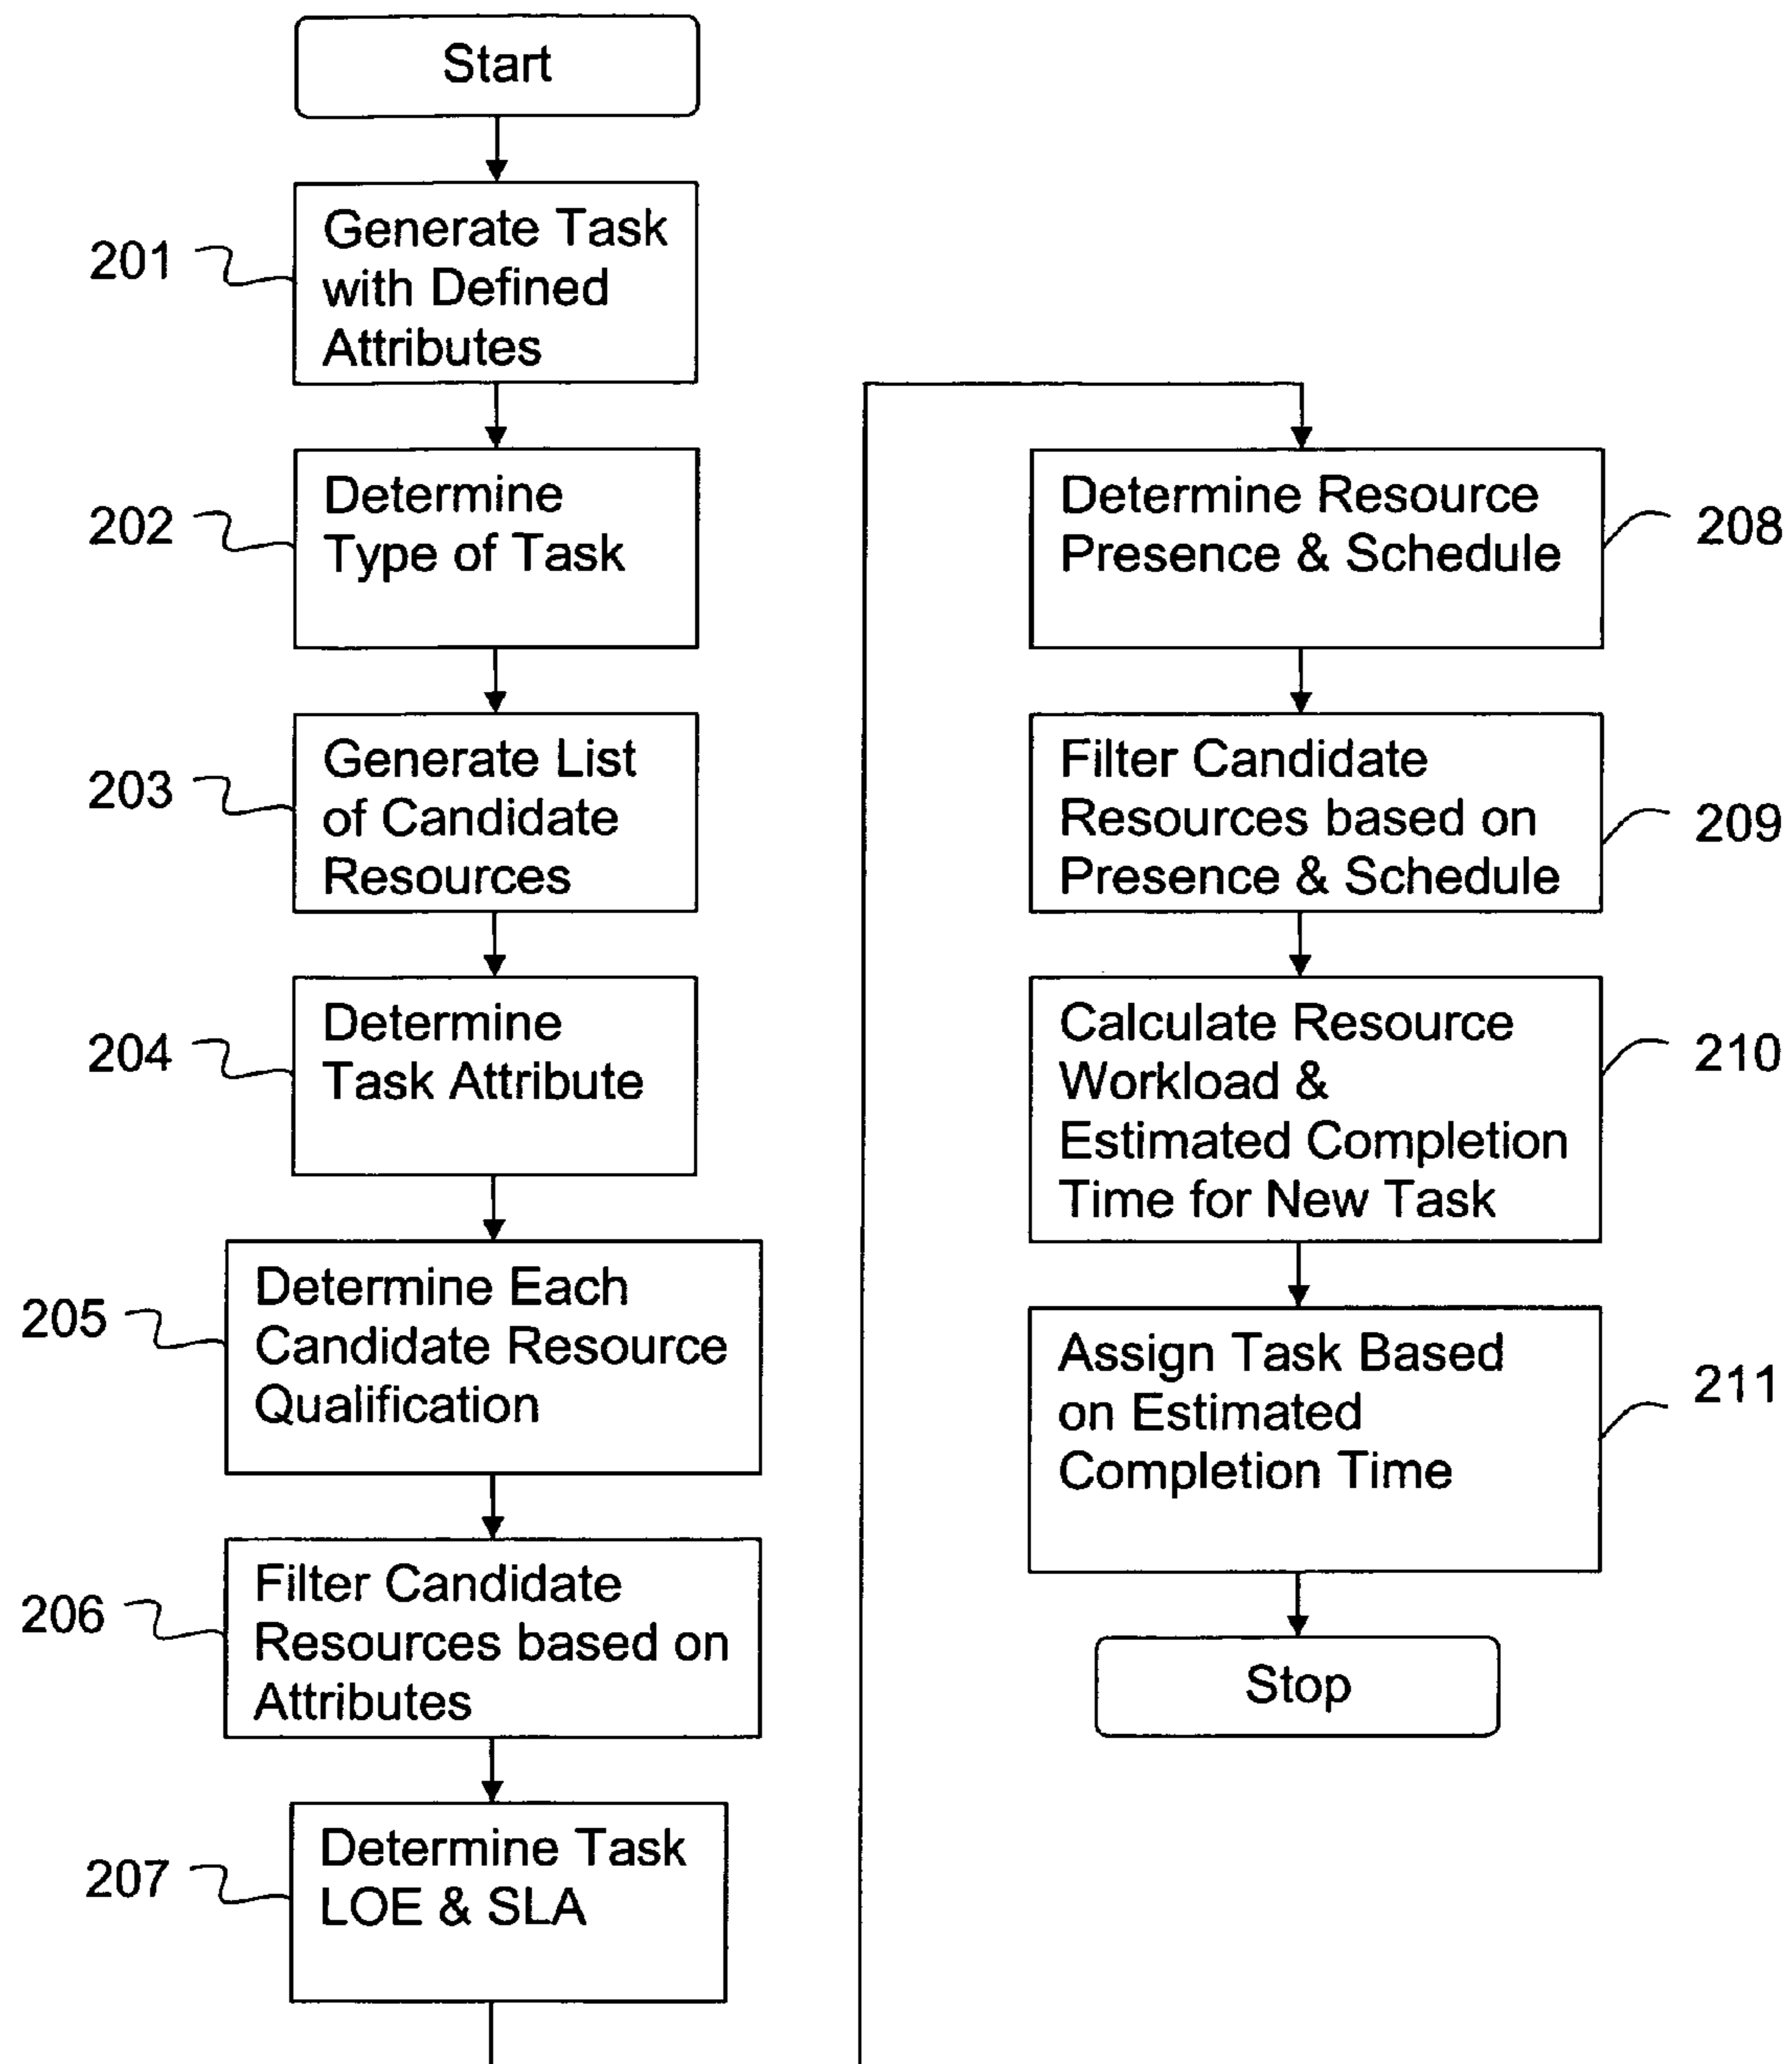 Start
201
Generate Task
with Defined
Attributes
202
Determine
Type of Task
203
Generate List
of Candidate
Resources
204
Determine
Task Attribute
205
Determine Each
Candidate Resource
Qualification
206
Filter Candidate
Resources based on
Attributes
207
Determine Task
LOE & SLA
Determine Resource
Presence & Schedule
208
Filter Candidate
Resources based on
Presence & Schedule
209
Calculate Resource
Workload &
Estimated Completion
Time for New Task
210
Assign Task Based
on Estimated
Completion Time
211
Stop